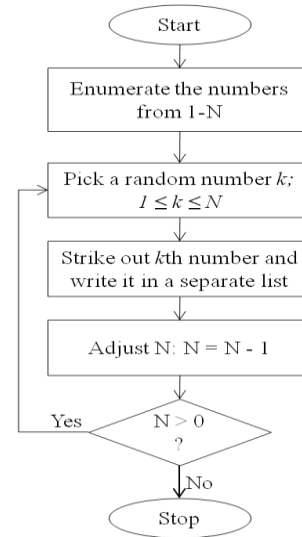 Start
Enumerate the numbers
from 1-N
Pick a random number k;
1 ≤ k ≤ N
Strike out kth number and
write it in a separate list
Adjust N: N = N - 1
Yes
N > 0
?
No
Stop